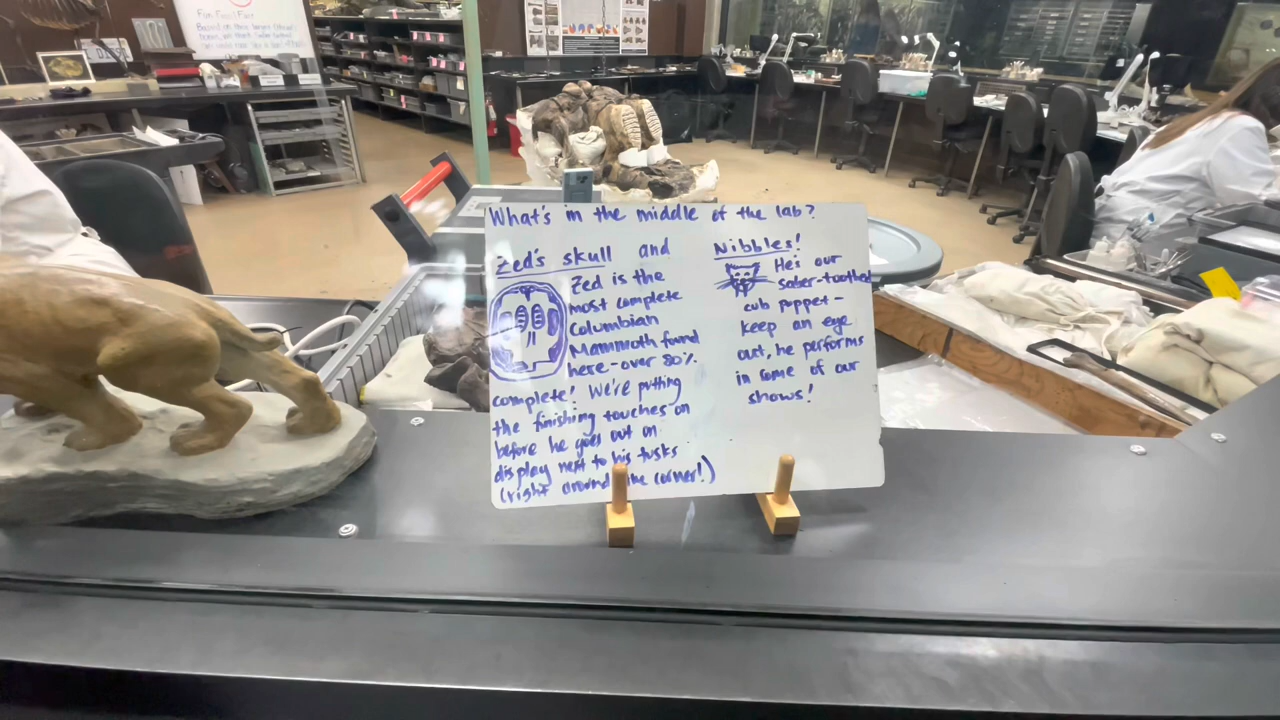 For Fossil Fair
What's in the middle of the lab?
Zed's skull and
Zed is the
most complete
Columbian
Mammoth found
here-over 80%
complete! We're putting
the finishing touches on
before he goes out on
display next to his tusks
(right around the corner!)
Nibbles!
He's our
saber-toothed
cub puppet-
keep an eye
out, he performs
in some of our
shows!